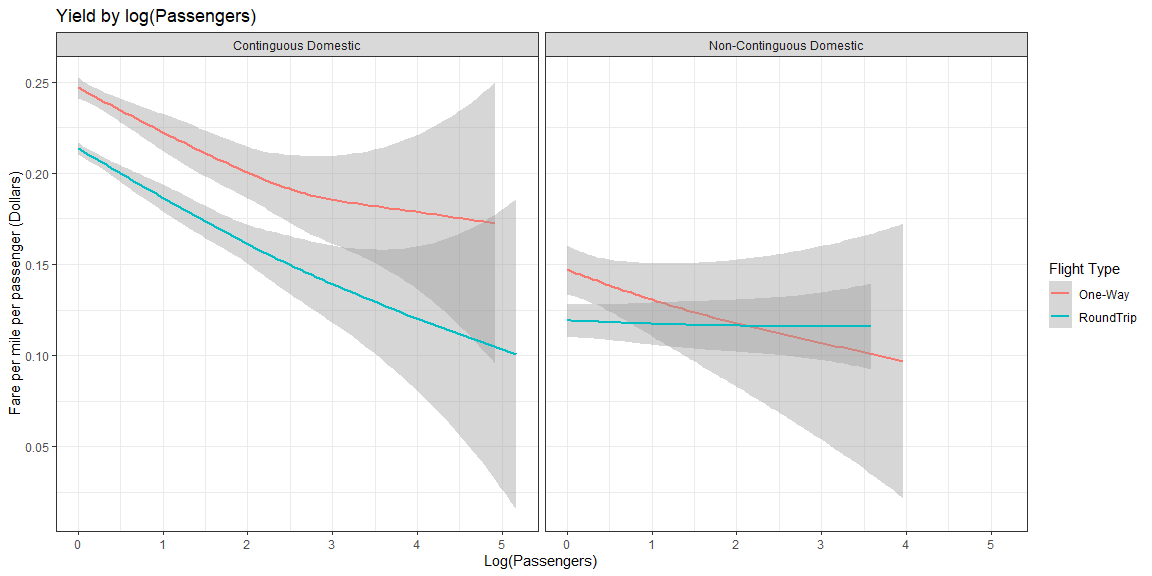 Yield by log(Passengers)
Continguous Domestic
Non-Continguous Domestic
Fare per mile per passenger (Dollars)
0.25
0.20
0.15
0.10
0.05
0 1 2 3 4 5
0 1 2 3 4 5
Log(Passengers)
Flight Type
One-Way
RoundTrip